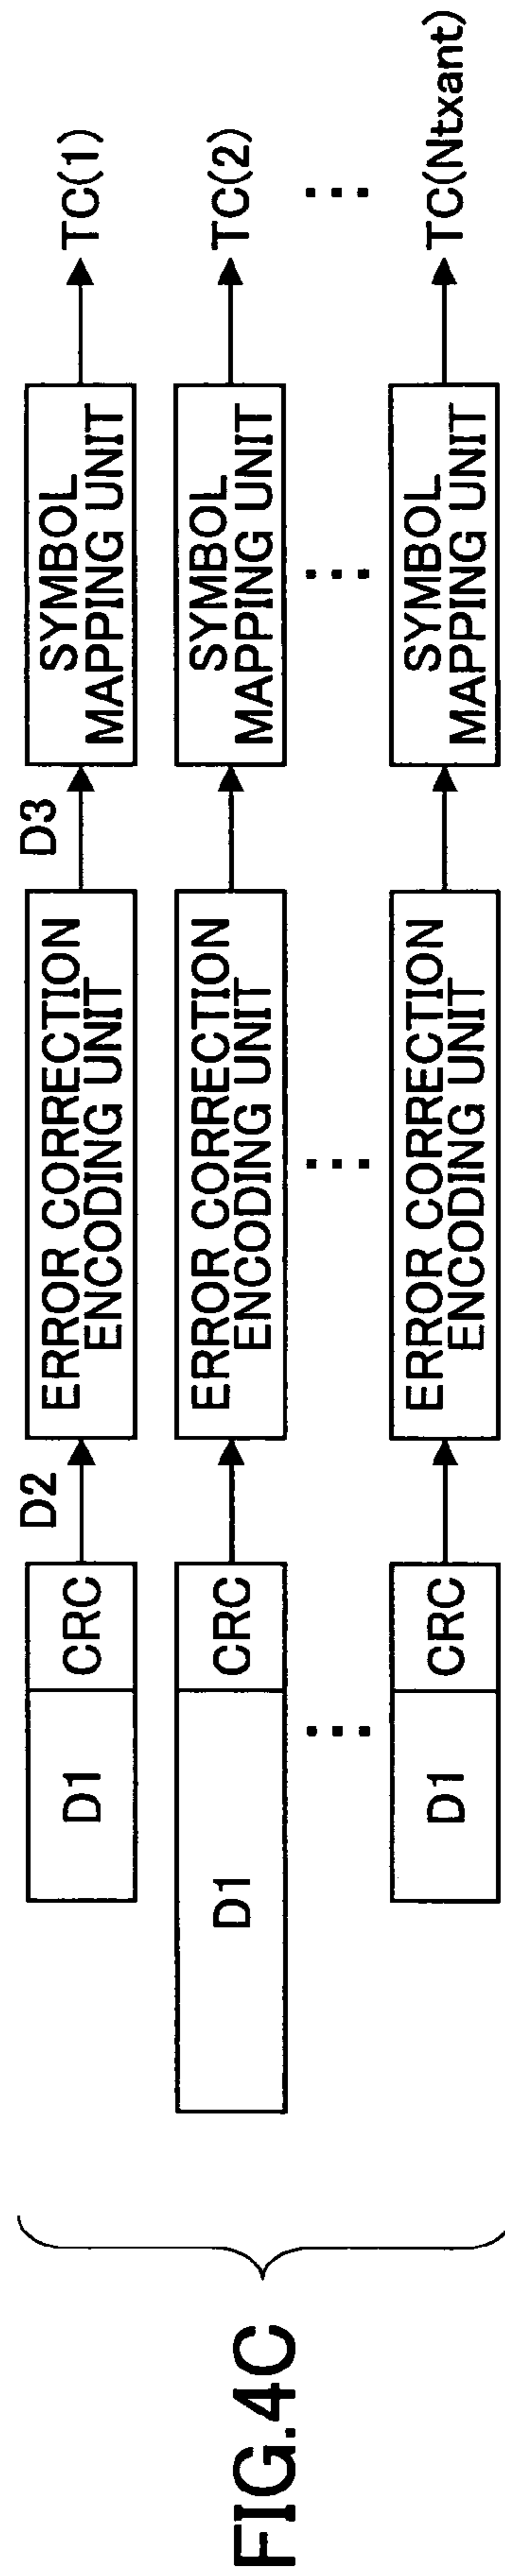 FIG.4C
D1 CRC
D2
ERROR CORRECTION
ENCODING UNIT
D3
SYMBOL
MAPPING UNIT
TC(1)
D1 CRC
ERROR CORRECTION
ENCODING UNIT
SYMBOL
MAPPING UNIT
TC(2)
D1 CRC
ERROR CORRECTION
ENCODING UNIT
SYMBOL
MAPPING UNIT
TC(Ntxant)